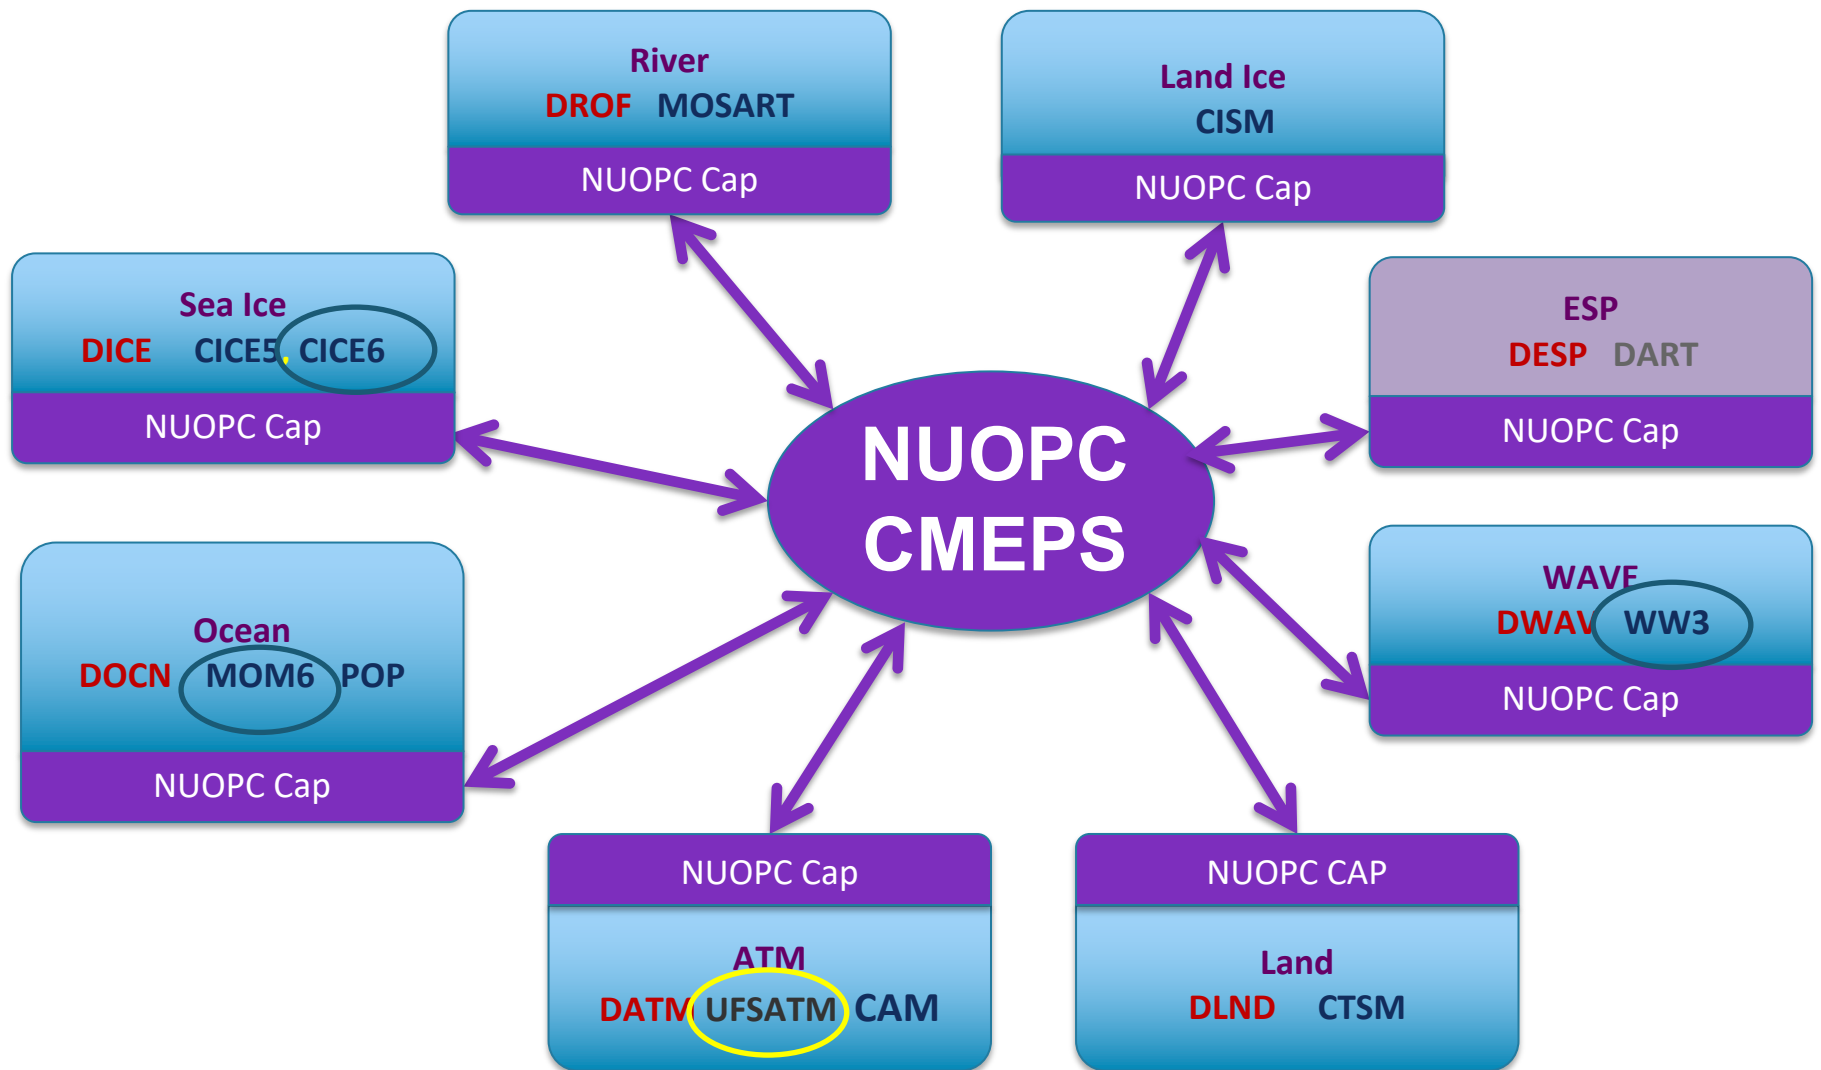 River
DROF MOSART
NUOPC Cap
Land Ice
CISM
NUOPC Cap
Sea Ice
DICE CICE5, CICE6
NUOPC Cap
ESP
DESP DART
NUOPC Cap
NUOPC
CMEPS
Ocean
DOCN MOM6 POP
NUOPC Cap
WAVE
DWAV WW3
NUOPC Cap
NUOPC Cap
ATM
DATM UFSATM CAM
NUOPC CAP
Land
DLND CTSM